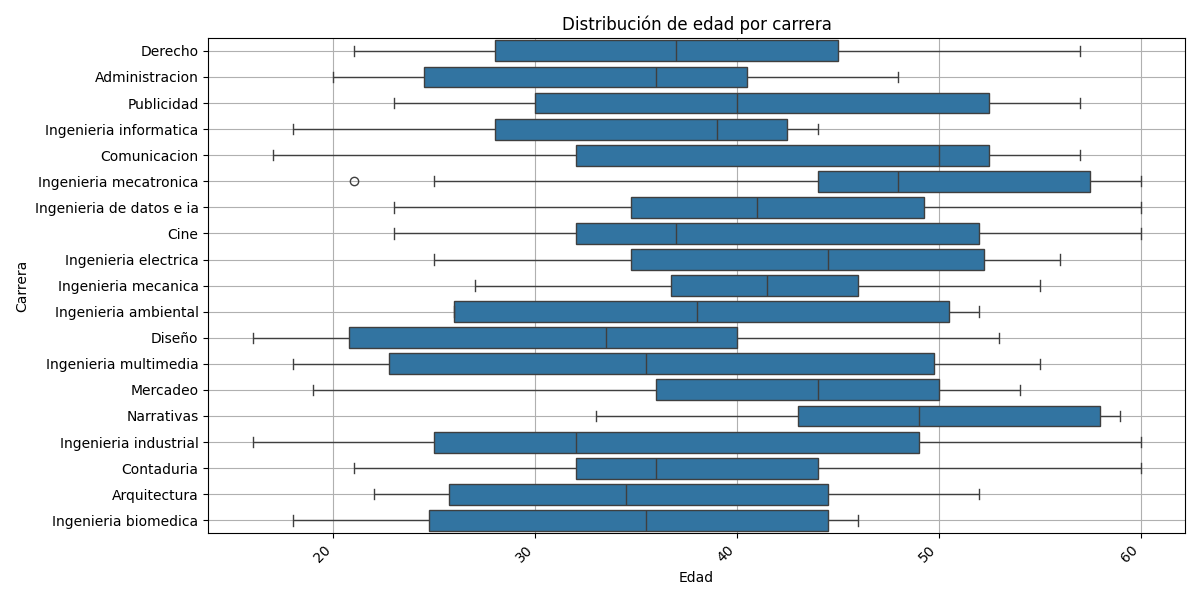 Distribución de edad por carrera
Carrera
Derecho
Administracion
Publicidad
Ingenieria informatica
Comunicacion
Ingenieria mecatronica
Ingenieria de datos e ia
Cine
Ingenieria electrica
Ingenieria mecanica
Ingenieria ambiental
Diseño
Ingenieria multimedia
Mercadeo
Narrativas
Ingenieria industrial
Contaduria
Arquitectura
Ingenieria biomedica
20 30 40 50 60
Edad